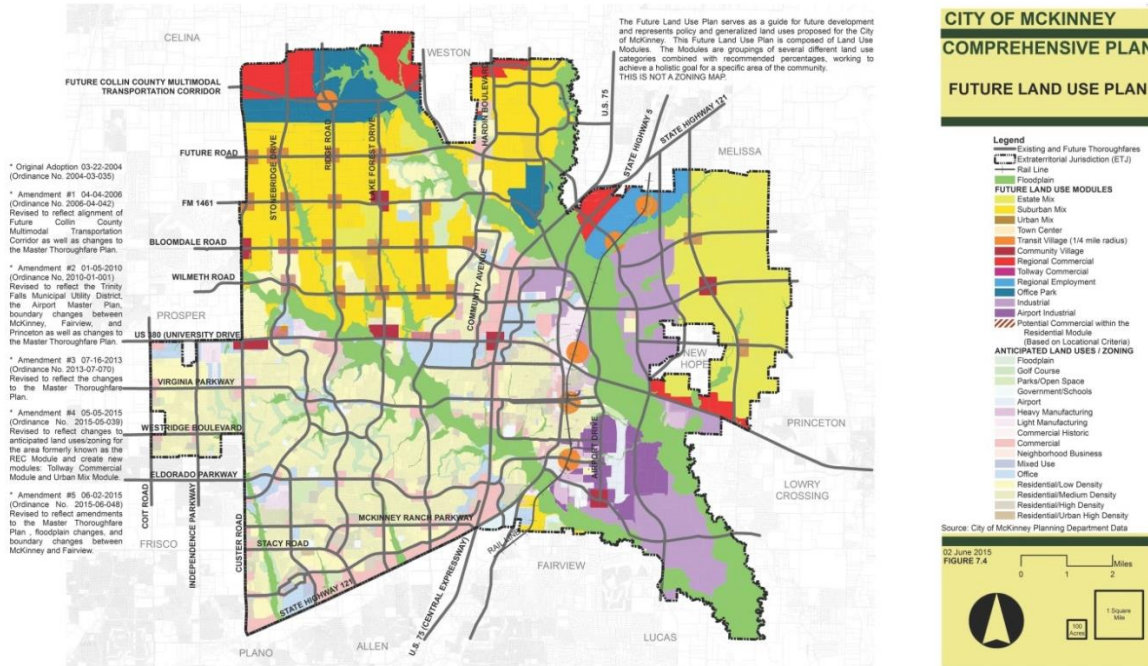 The Future Land Use Plan serves as a guide for future development
and represents policy and generalized land uses proposed for the City
of McKinney. This Future Land Use Plan is composed of Land Use
Modules. The Modules are groupings of several different land use
categories combined with recommended percentages, working to
achieve a holistic goal for a specific area of the community.
THIS IS NOT A ZONING MAP.
CELINA
WESTON
FUTURE COLLIN COUNTY MULTIMODAL
TRANSPORTATION CORRIDOR
HARDIN BOULEVARD
U.S. 75
STATE HIGHWAY 5
STATE HIGHWAY 121
MELISSA
STONEBRIDGE DRIVE
RIDGE ROAD
LAKE FOREST DRIVE
FUTURE ROAD
FM 1461
BLOOMDALE ROAD
WILMETH ROAD
COMMUNITY AVENUE
PROSPER
US 380 (UNIVERSITY DRIVE
NEW
HOPE
VIRGINIA PARKWAY
PRINCETON
WESTRIDGE BOULEVARD
ELDORADO PARKWAY
AIRPORT DRIVE
LOWRY
CROSSING
COIT ROAD
INDEPENDENCE PARKWAY
CUSTER ROAD
MCKINNEY RANCH PARKWAY
STACY ROAD
FRISCO
RAIL LINE
FAIRVIEW
STATE HIGHWAY 121
U.S. 75 (CENTRAL EXPRESSWAY)
PLANO
ALLEN
LUCAS
* Original Adoption 03-22-2004
(Ordinance No. 2004-03-035)
* Amendment #1 04-04-2006
(Ordinance No. 2006-04-042)
Revised to reflect alignment of
Future Collin County
Multimodal Transportation
Corridor as well as changes to
the Master Thoroughfare Plan.
* Amendment #2 01-05-2010
(Ordinance No. 2010-01-001)
Revised to reflect the Trinity
Falls Municipal Utility District,
the Airport Master Plan,
boundary changes between
McKinney, Fairview, and
Princeton as well as changes to
the Master Thoroughfare Plan.
* Amendment #3 07-16-2013
(Ordinance No. 2013-07-070)
Revised to reflect the changes
to the Master Thoroughfare
Plan.
* Amendment #4 05-05-2015
(Ordinance No. 2015-05-039)
Revised to reflect changes to
anticipated land uses/zoning for
the area formerly known as the
REC Module and create new
modules: Tollway Commercial
Module and Urban Mix Module.
* Amendment #5 06-02-2015
(Ordinance No. 2015-06-048)
Revised to reflect amendments
to the Master Thoroughfare
Plan , floodplain changes, and
boundary changes between
McKinney and Fairview.
CITY OF MCKINNEY
COMPREHENSIVE PLAN
FUTURE LAND USE PLAN
Legend
Existing and Future Thoroughfares
Extraterritorial Jurisdiction (ETJ)
Rail Line
Floodplain
FUTURE LAND USE MODULES
Estate Mix
Suburban Mix
Urban Mix
Town Center
Transit Village (1/4 mile radius)
Community Village
Regional Commercial
Tollway Commercial
Regional Employment
Office Park
Industrial
Airport Industrial
Potential Commercial within the
Residential Module
(Based on Locational Criteria)
ANTICIPATED LAND USES / ZONING
Floodplain
Golf Course
Parks/Open Space
Government/Schools
Airport
Heavy Manufacturing
Light Manufacturing
Commercial Historic
Commercial
Neighborhood Business
Mixed Use
Office
Residential/Low Density
Residential/Medium Density
Residential/High Density
Residential/Urban High Density
Source: City of McKinney Planning Department Data
02 June 2015
FIGURE 7.4
Miles
0 1 2
100
Acres
1 Square
Mile